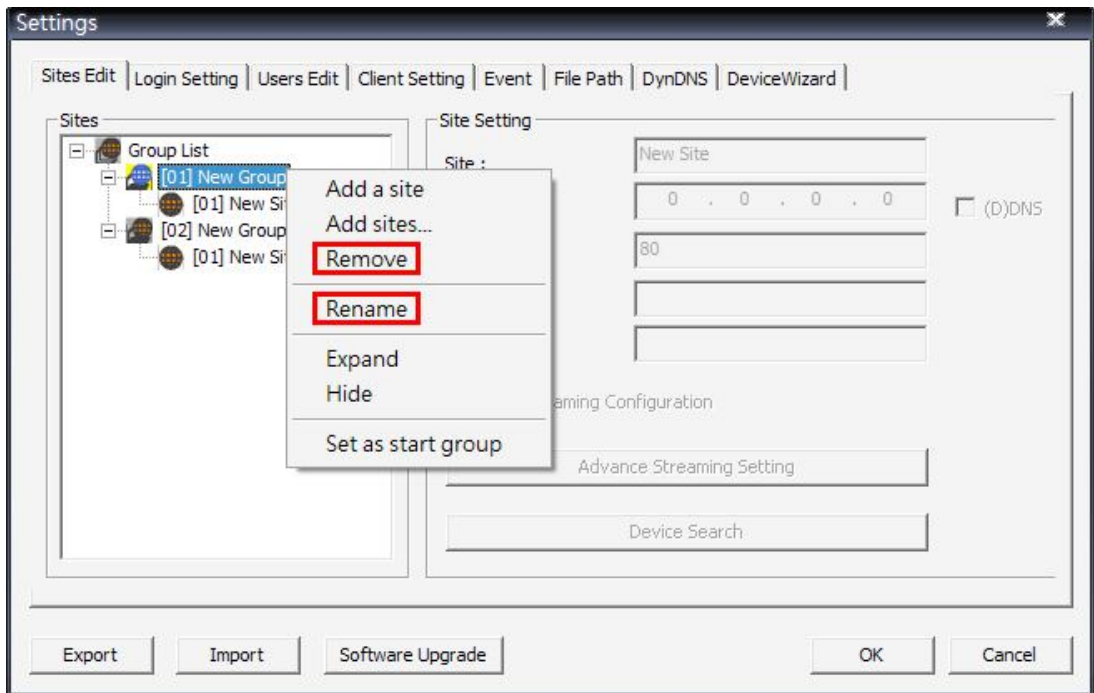 Settings
Sites Edit Login Setting Users Edit Client Setting Event File Path DynDNS DeviceWizard
Sites
Group List
[01] New Group
[01] New Si
[02] New Group
[01] New Si
Add a site
Add sites...
Remove
Rename
Expand
Hide
Set as start group
Site Setting
Site :
New Site
0 . 0 . 0 . 0
(D)DNS
80
aming Configuration
Advance Streaming Setting
Device Search
Export Import Software Upgrade OK Cancel